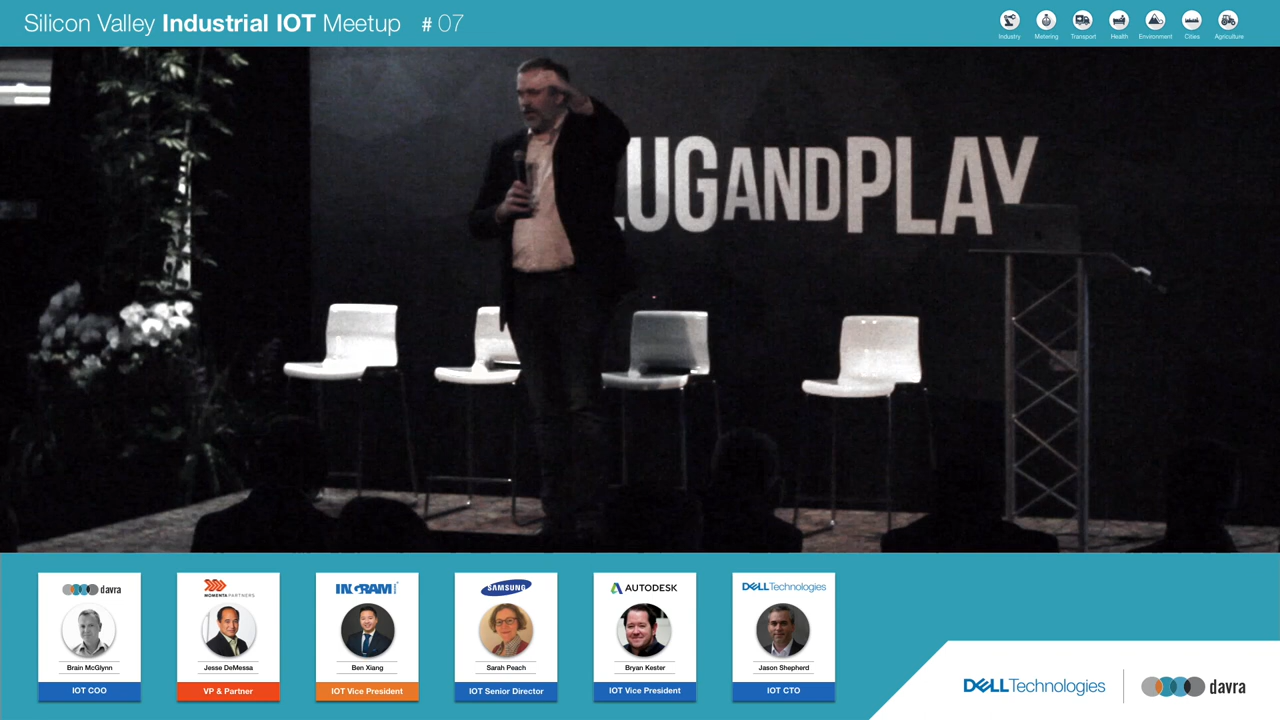 Silicon Valley Industrial IOT Meetup # 07
Industry
Metering
Transport
Health
Environment
Cities
Agriculture
LUGANDPLAY
davra
MOMENTA PARTNERS
INGRAM
SAMSUNG
AUTODESK
DELL Technologies
Brain McGlynn
Jesse DeMessa
Ben Xiang
Sarah Peach
Bryan Kester
Jason Shepherd
IOT COO
VP & Partner
IOT Vice President
IOT Senior Director
IOT Vice President
IOT CTO
DELL Technologies
davra